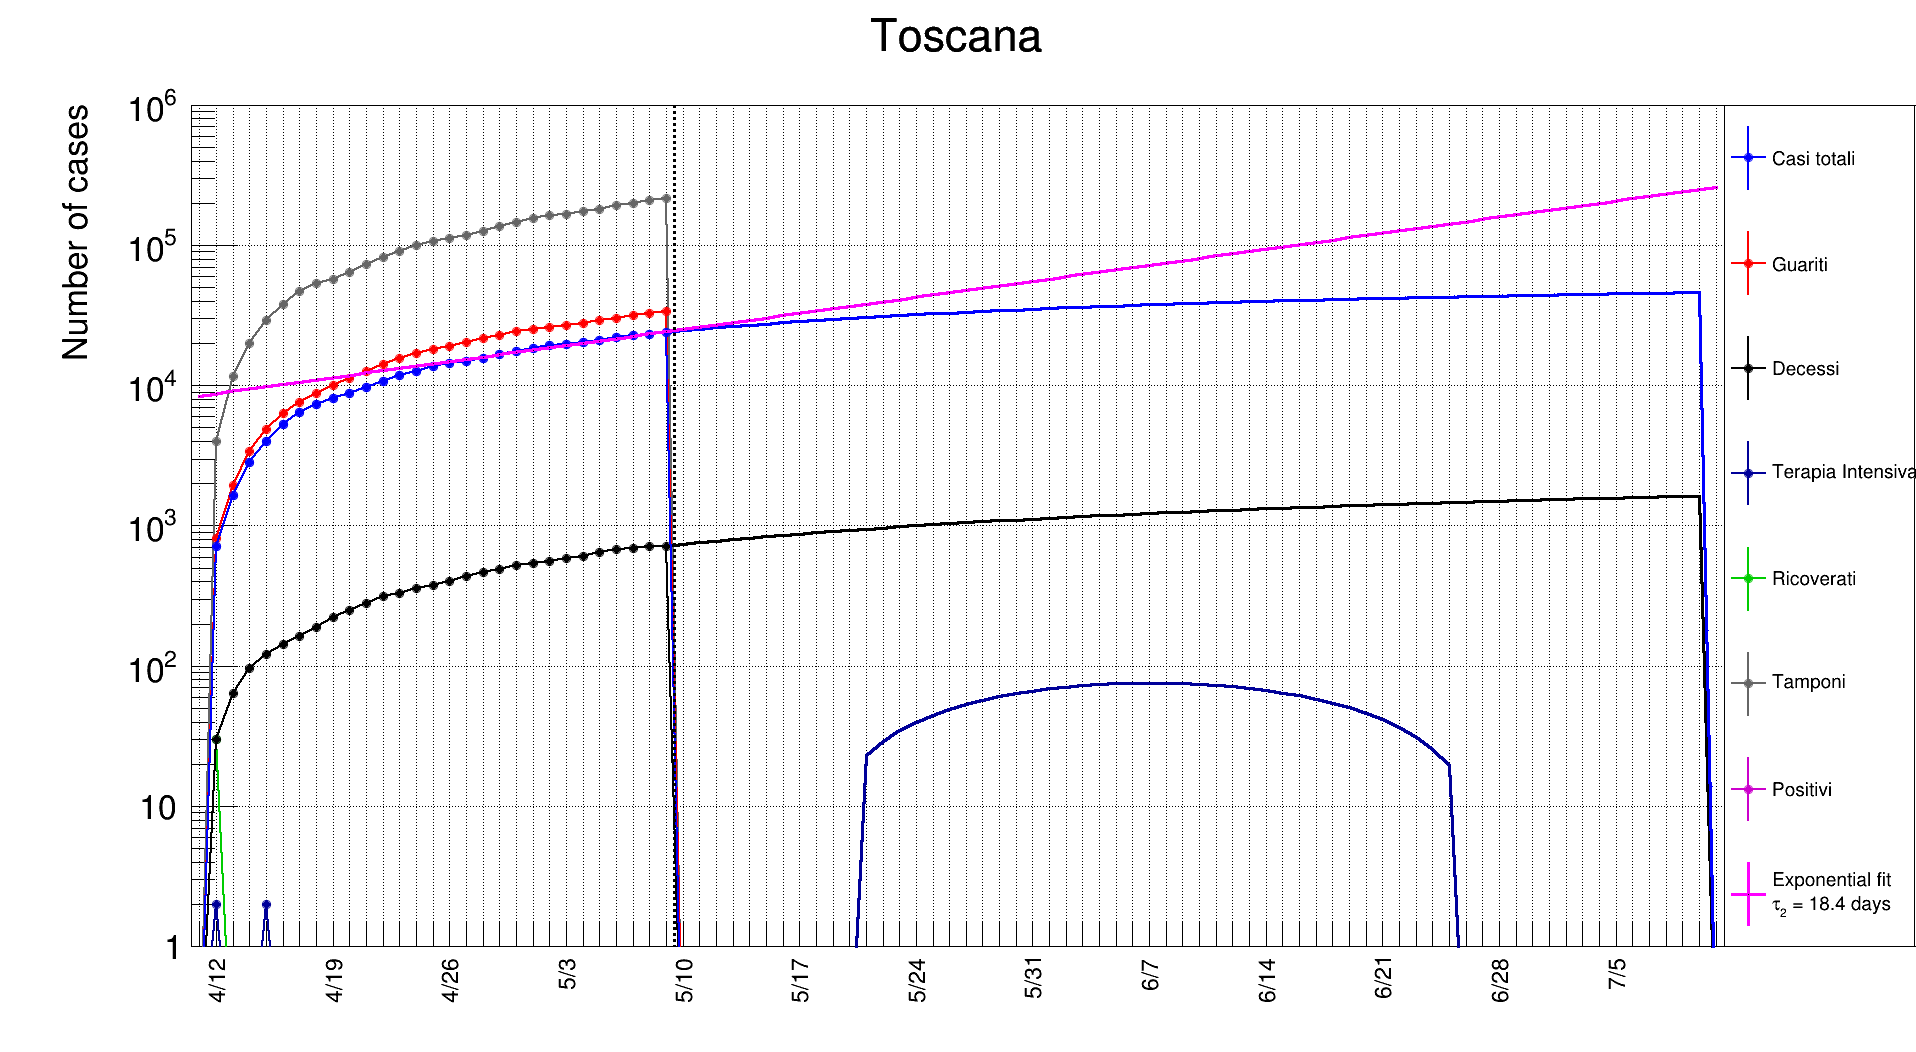 Toscana
Number of cases
10^6
10^5
10^4
10^3
10^2
10
1
4/12
4/19
4/26
5/3
5/10
5/17
5/24
5/31
6/7
6/14
6/21
6/28
7/5
Casi totali
Guariti
Decessi
Terapia Intensiva
Ricoverati
Tamponi
Positivi
Exponential fit
τ_2 = 18.4 days